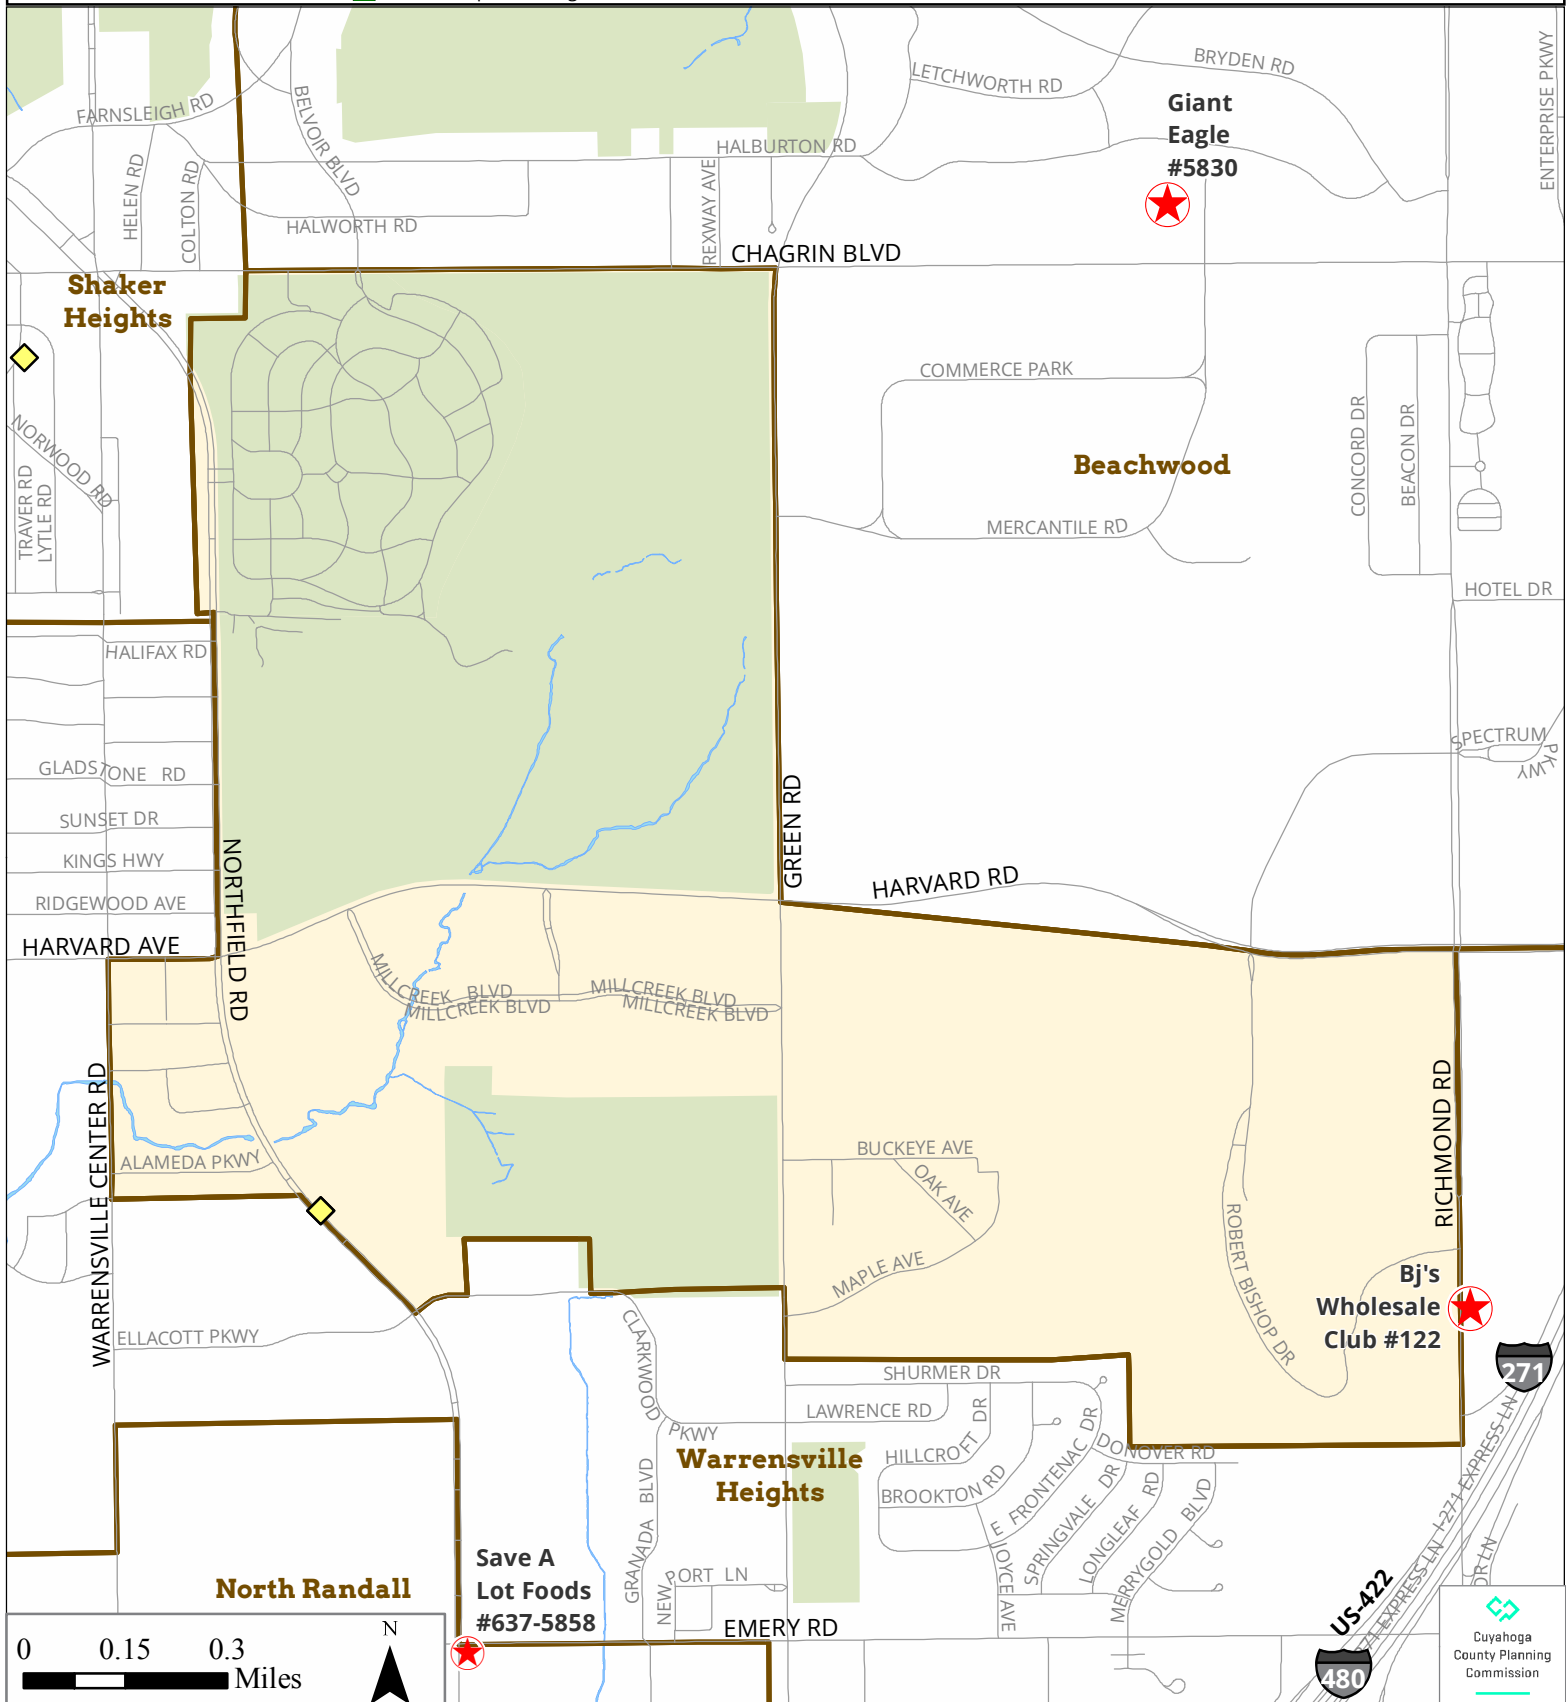 BRYDEN RD
ENTERPRISE PKWY
LETCHWORTH RD
FARNSLEIGH RD
BELVOIR BLVD
Giant
Eagle
#5830
HALBURTON RD
HELEN RD
COLTON RD
REXWAY AVE
HALWORTH RD
CHAGRIN BLVD
Shaker
Heights
COMMERCE PARK
CONCORD DR
BEACON DR
NORWOOD RD
TRAVER RD
LYTLE RD
Beachwood
MERCANTILE RD
HOTEL DR
HALIFAX RD
SPECTRUM
PKWY
GLADSTONE RD
SUNSET DR
KINGS HWY
RIDGEWOOD AVE
HARVARD AVE
NORTHFIELD RD
GREEN RD
HARVARD RD
MILLCREEK BLVD
MILLCREEK BLVD
MILLCREEK BLVD
MILLCREEK BLVD
WARRENSVILLE CENTER RD
RICHMOND RD
ALAMEDA PKWY
BUCKEYE AVE
OAK AVE
MAPLE AVE
ROBERT BISHOP DR
Bj's
Wholesale
Club #122
ELLACOTT PKWY
CLARKWOOD
PKWY
271
SHURMER DR
LAWRENCE RD
HILLCROFT DR
BROOKTON RD
E FRONTENAC DR
DONOVER RD
SPRINGVALE DR
LONGLEAF RD
MERRYGOLD BLVD
JOYCE AVE
Warrensville
Heights
GRANADA BLVD
NEWPORT LN
I-271 EXPRESS LN
271 EXPRESS LN
DR LN
US-422
480
Save A
Lot Foods
#637-5858
North Randall
EMERY RD
N
0 0.15 0.3
Miles
Cuyahoga
County Planning
Commission